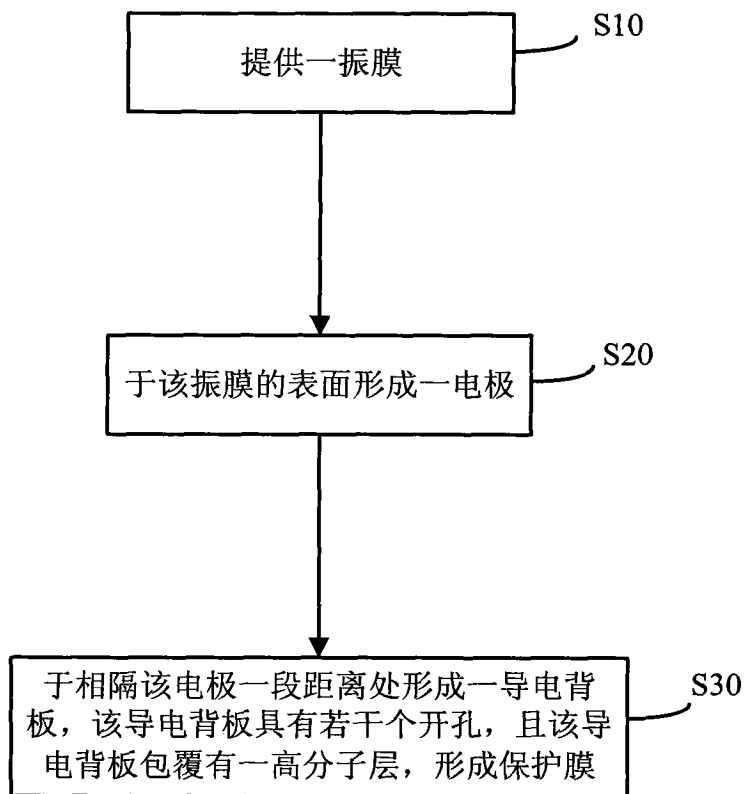 提供一振膜
S10
于该振膜的表面形成一电极
S20
于相隔该电极一段距离处形成一导电背
板，该导电背板具有若干个开孔，且该导
电背板包覆有一高分子层，形成保护膜
S30